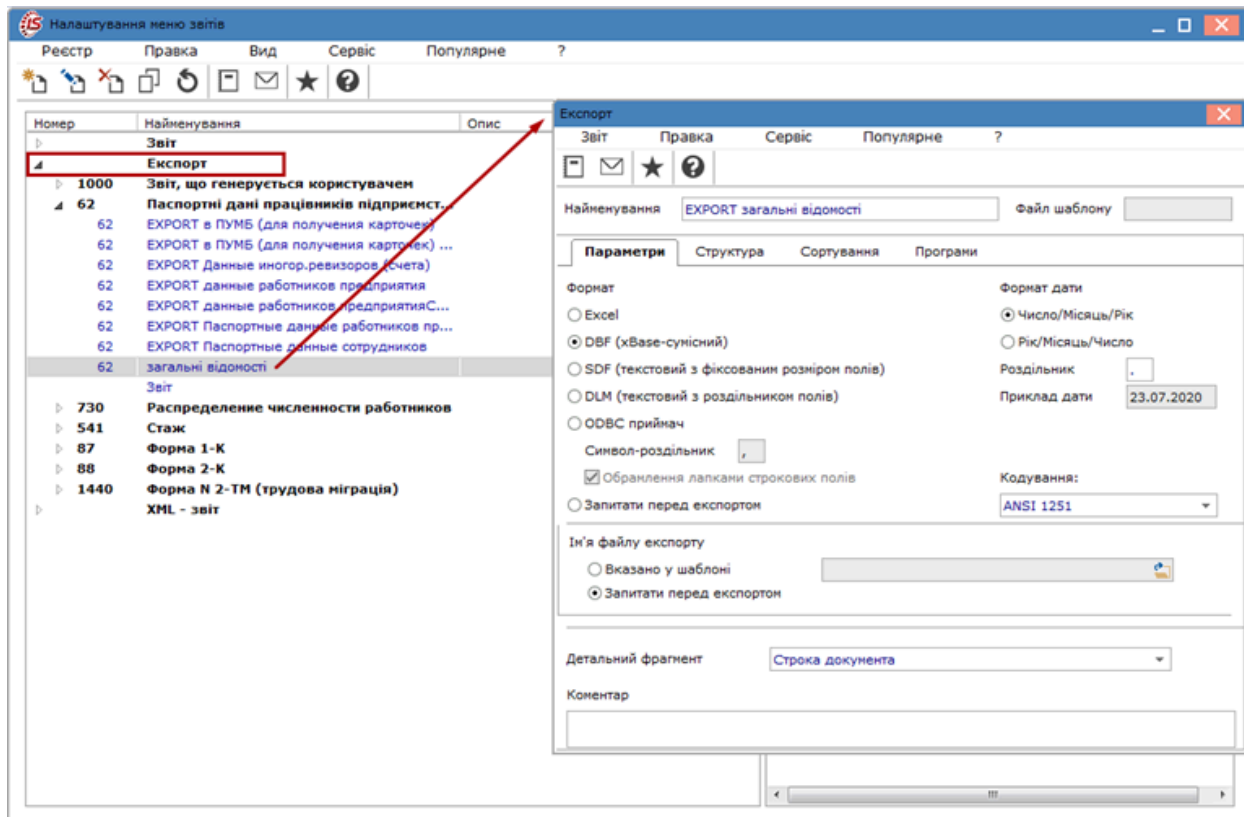 Налаштування меню звітів
Реєстр Правка Вид Сервіс Популярне ?
Номер Найменування Опис
Звіт
Експорт
1000 Звіт, що генерується користувачем
62 Паспортні дані працівників підприємст...
62 EXPORT в ПУМБ (для получения карточек)
62 EXPORT в ПУМБ (для получения карточек) ...
62 EXPORT Данные иногор.ревизоров (счета)
62 EXPORT данные работников предприятия
62 EXPORT данные работников предприятияС...
62 EXPORT Паспортные данные работников пр...
62 EXPORT Паспортные данные сотрудников
62 загальні відомості
Звіт
730 Распределение численности работников
541 Стаж
87 Форма 1-К
88 Форма 2-К
1440 Форма N 2-ТМ (трудова міграція)
XML - звіт
Експорт
Звіт Правка Сервіс Популярне ?
Найменування EXPORT загальні відомості Файл шаблону
Параметри Структура Сортування Програми
Формат Формат дати
Excel Число/Місяць/Рік
DBF (xBase-сумісний) Рік/Місяць/Число
SDF (текстовий з фіксованим розміром полів) Роздільник .
DLM (текстовий з роздільником полів) Приклад дати 23.07.2020
ODBC приймач
Символ-роздільник ,
Обрамлення лапками строкових полів Кодування:
Запитати перед експортом ANSI 1251
Ім'я файлу експорту
Вказано у шаблоні
Запитати перед експортом
Детальний фрагмент Строка документа
Коментар